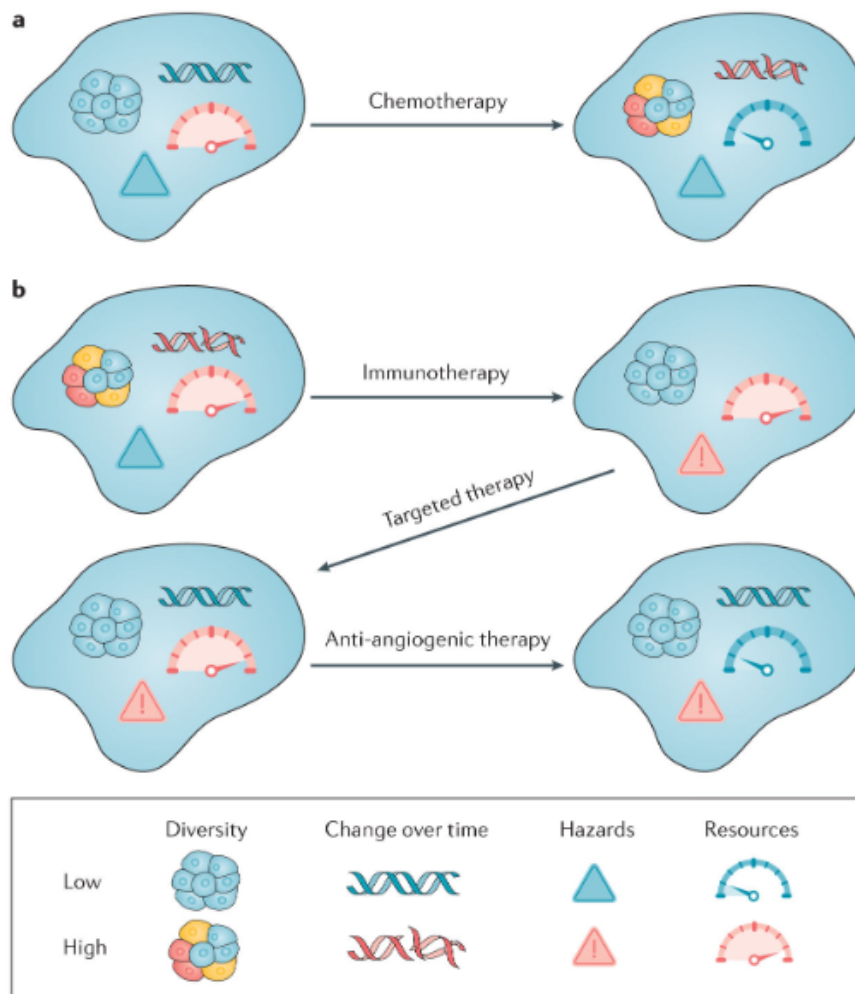 a
Chemotherapy
b
Immunotherapy
Targeted therapy
Anti-angiogenic therapy
Diversity Change over time Hazards Resources
Low
High